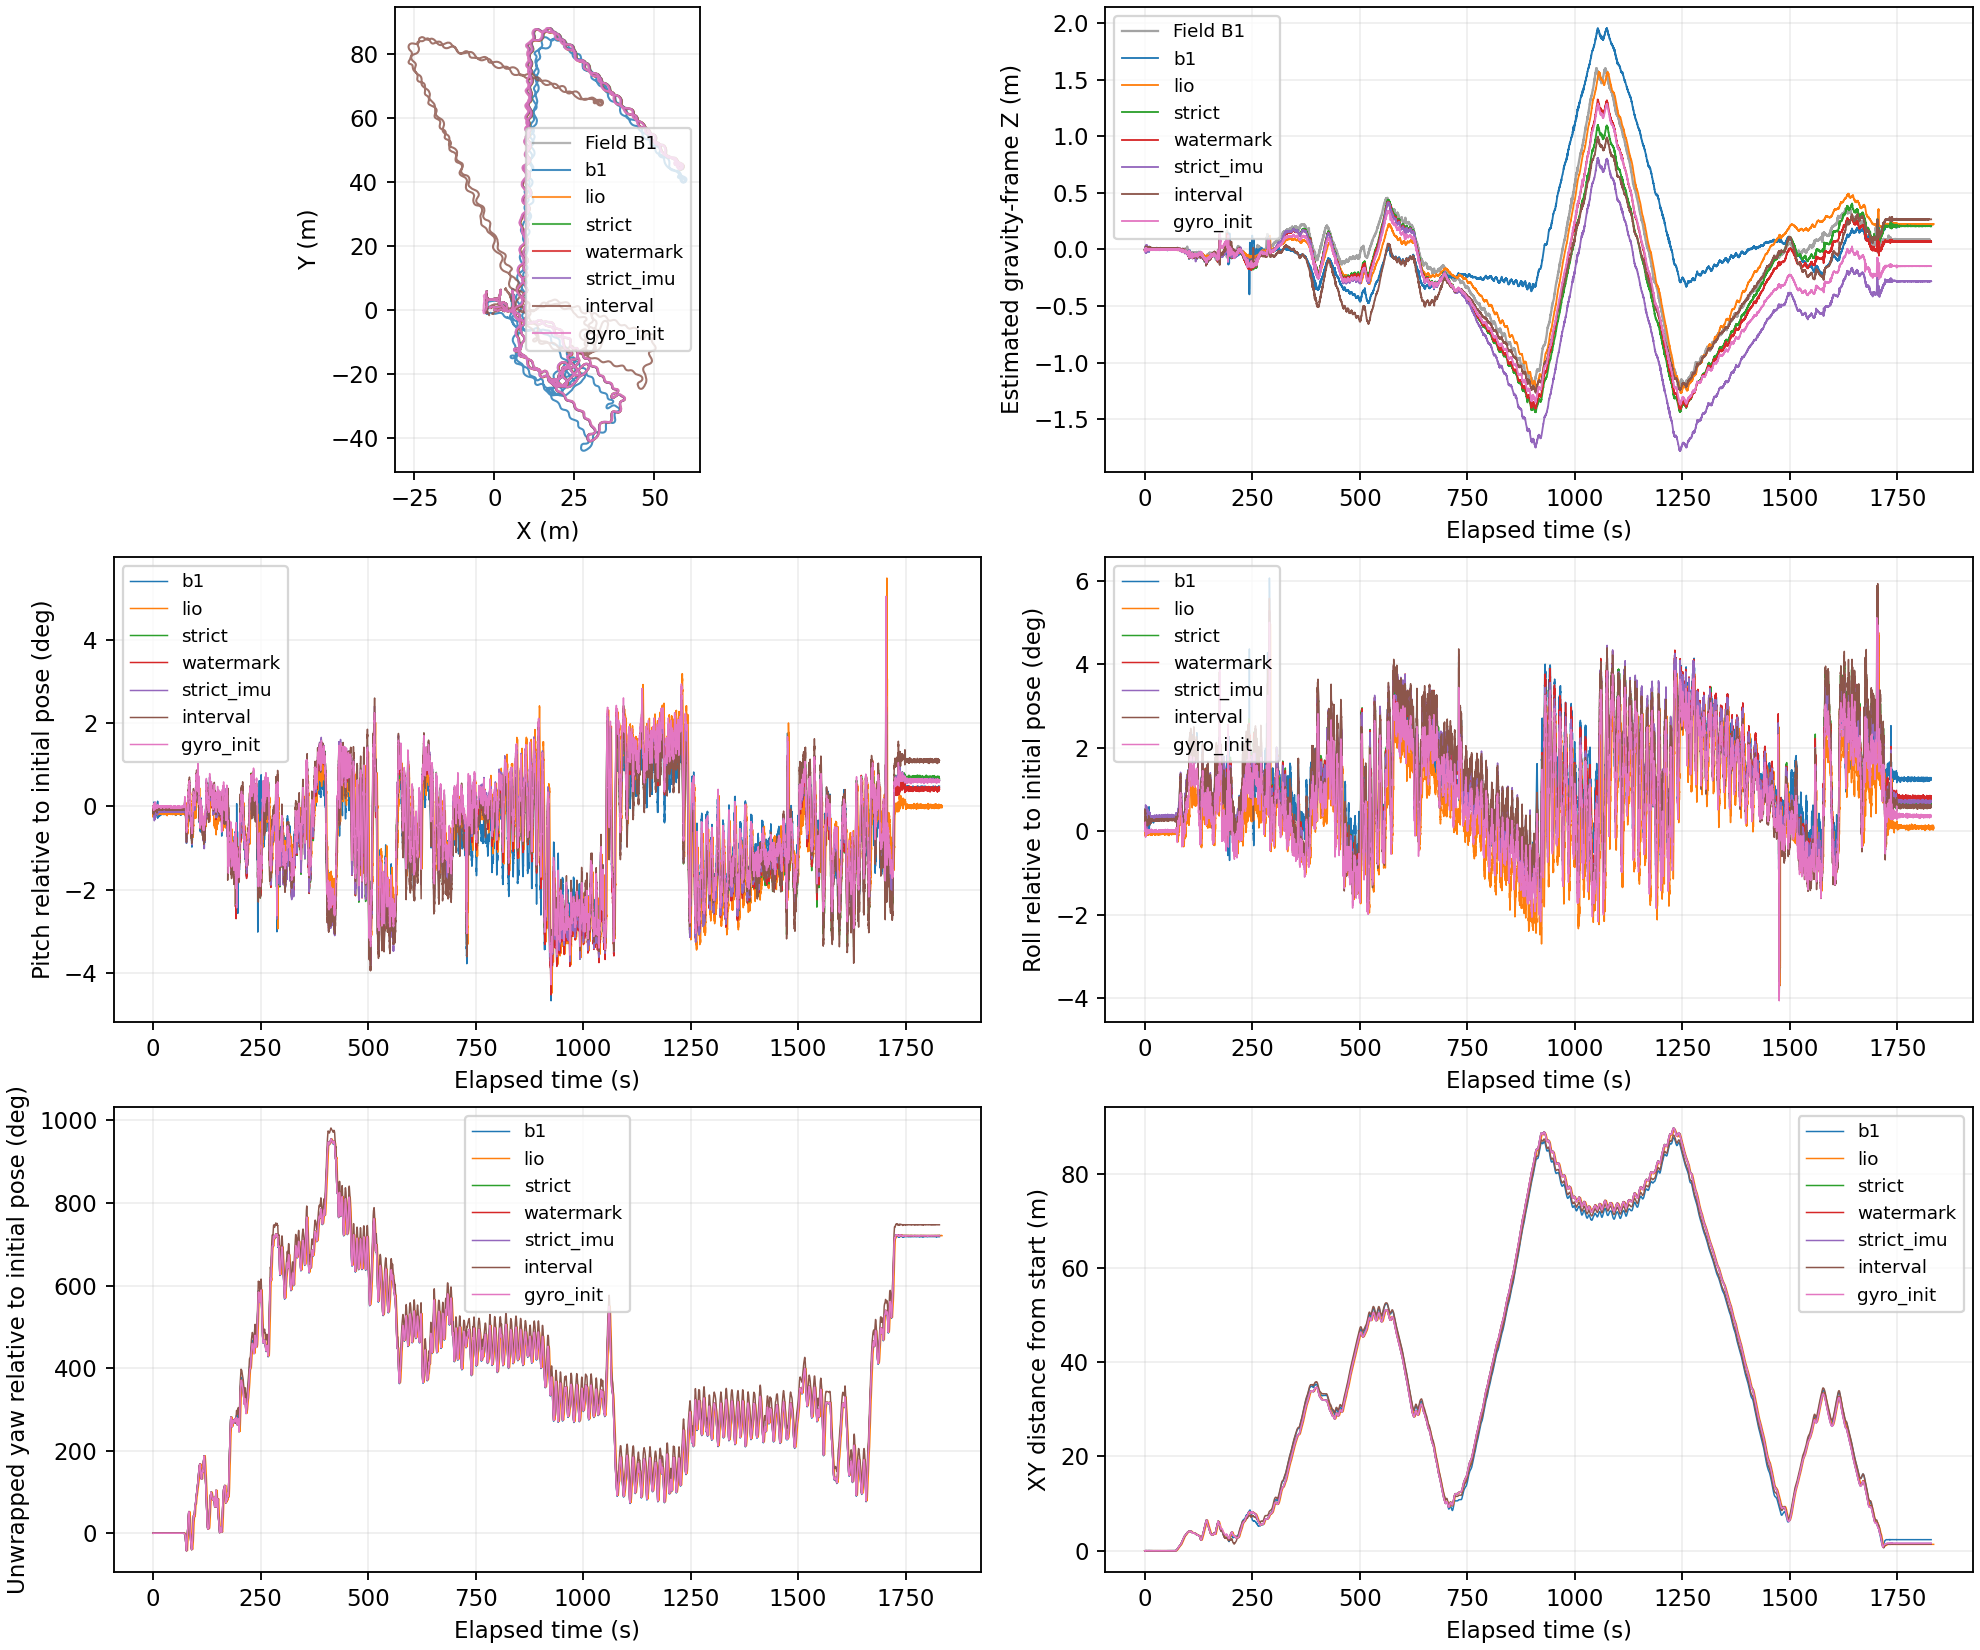 Y (m)
80
60
40
20
0
−20
−40
−25
0
25
50
X (m)
Field B1
b1
lio
strict
watermark
strict_imu
interval
gyro_init
Estimated gravity-frame Z (m)
2.0
1.5
1.0
0.5
0.0
−0.5
−1.0
−1.5
0
250
500
750
1000
1250
1500
1750
Elapsed time (s)
Field B1
b1
lio
strict
watermark
strict_imu
interval
gyro_init
Pitch relative to initial pose (deg)
4
2
0
−2
−4
0
250
500
750
1000
1250
1500
1750
Elapsed time (s)
b1
lio
strict
watermark
strict_imu
interval
gyro_init
Roll relative to initial pose (deg)
6
4
2
0
−2
−4
0
250
500
750
1000
1250
1500
1750
Elapsed time (s)
b1
lio
strict
watermark
strict_imu
interval
gyro_init
Unwrapped yaw relative to initial pose (deg)
1000
800
600
400
200
0
0
250
500
750
1000
1250
1500
1750
Elapsed time (s)
b1
lio
strict
watermark
strict_imu
interval
gyro_init
XY distance from start (m)
80
60
40
20
0
0
250
500
750
1000
1250
1500
1750
Elapsed time (s)
b1
lio
strict
watermark
strict_imu
interval
gyro_init